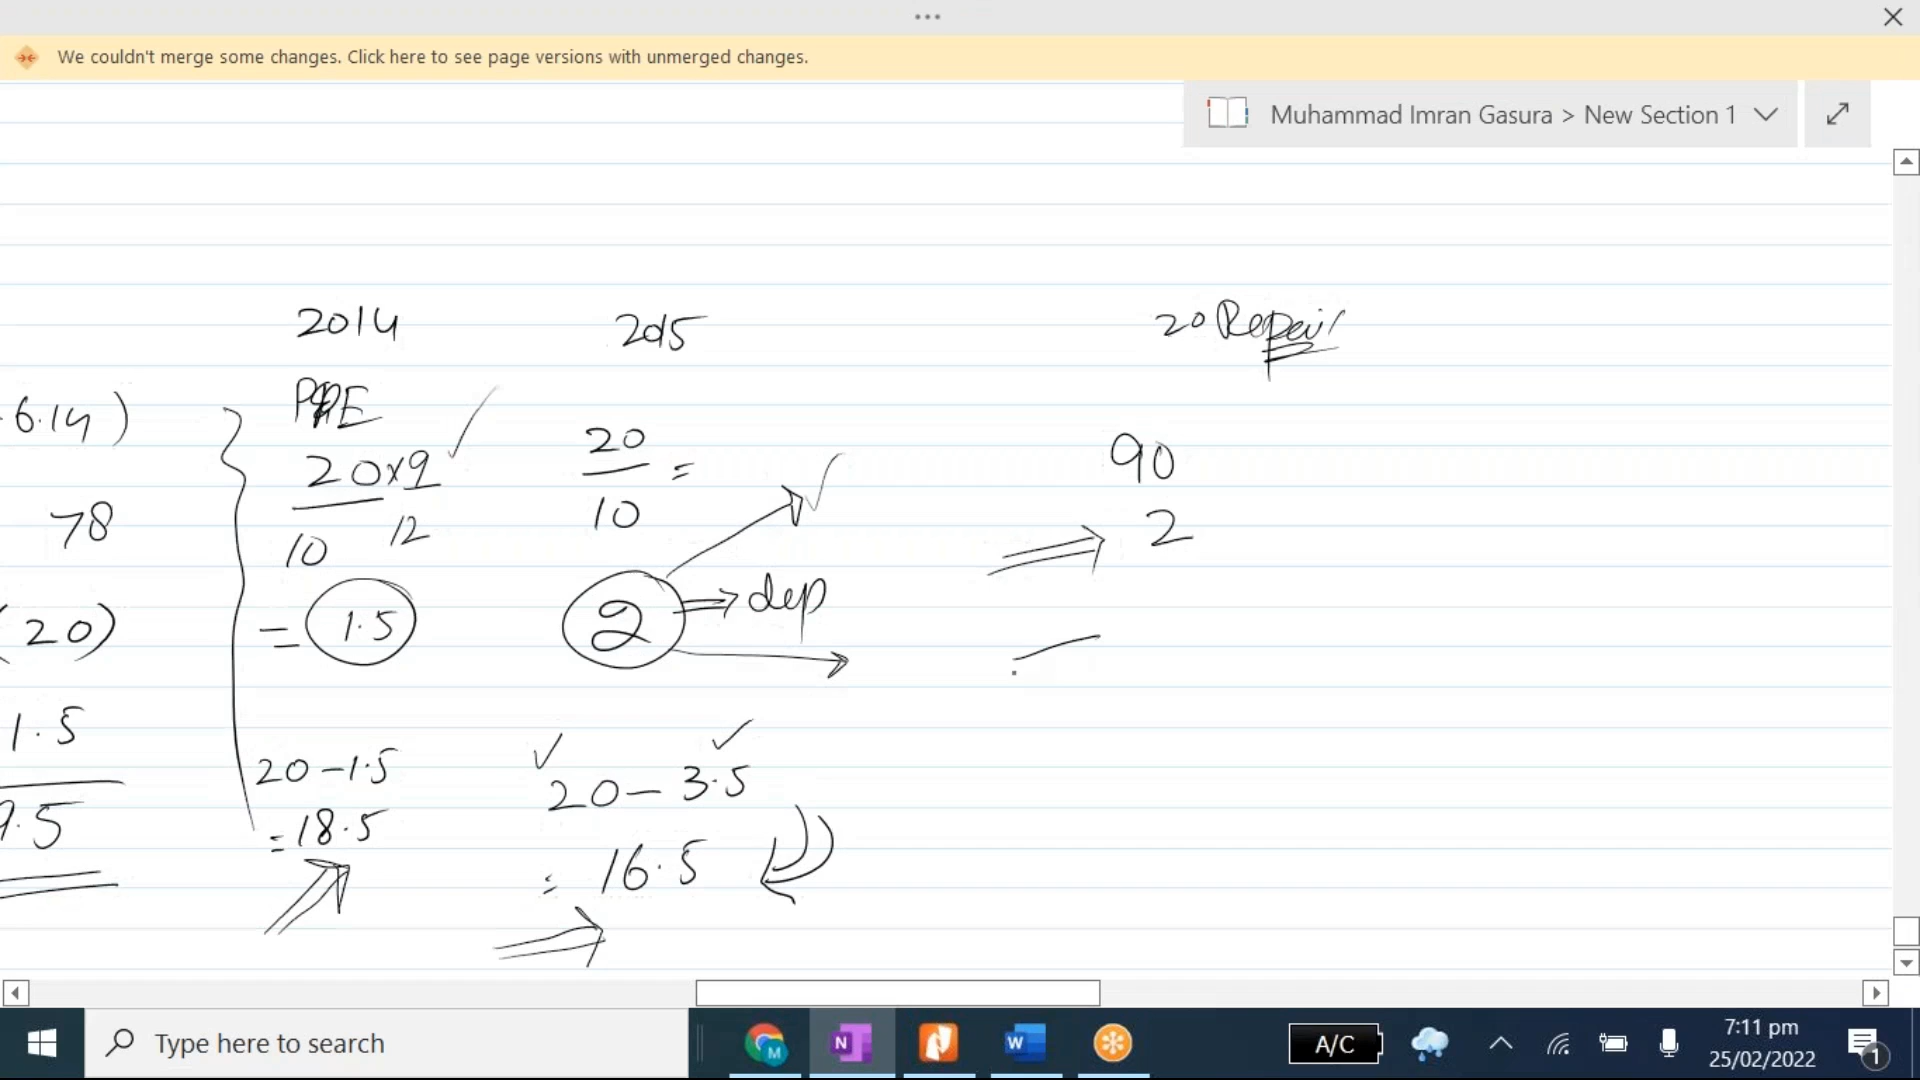 We couldn't merge some changes. Click here to see page versions with unmerged changes.
Muhammad Imran Gasura > New Section 1
2014
2015
20 Repair
6.14)
PPE
20x9
10 12
20
10
=
90
2
78
(20)
= 1.5
2
dep
1.5
9.5
20-1.5
= 18.5
20-3.5
= 16.5
Type here to search
A/C
7:11 pm
25/02/2022
1